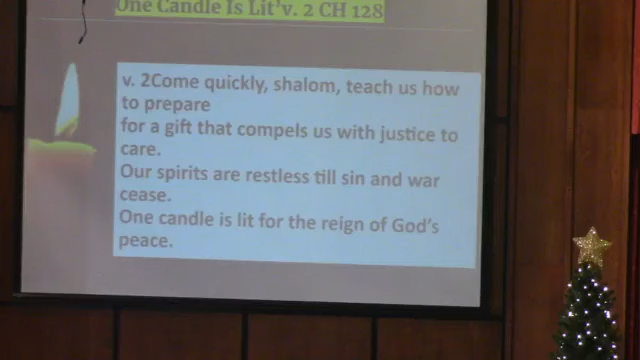 One Candle Is Lit'v. 2 CH 128
v. 2Come quickly, shalom, teach us how
to prepare
for a gift that compels us with justice to
care.
Our spirits are restless till sin and war
cease.
One candle is lit for the reign of God's
peace.